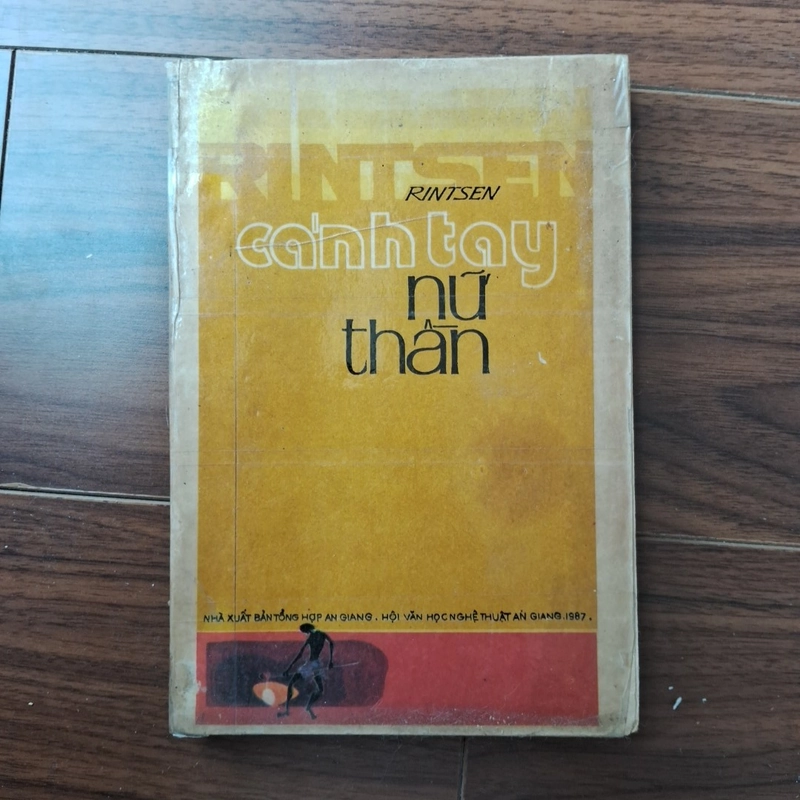 RINTSEN
RINTSEN
cánh tay
nữ
thần
NHÀ XUẤT BẢN TỔNG HỢP AN GIANG. HỘI VĂN HỌC NGHỆ THUẬT AN GIANG.1987.